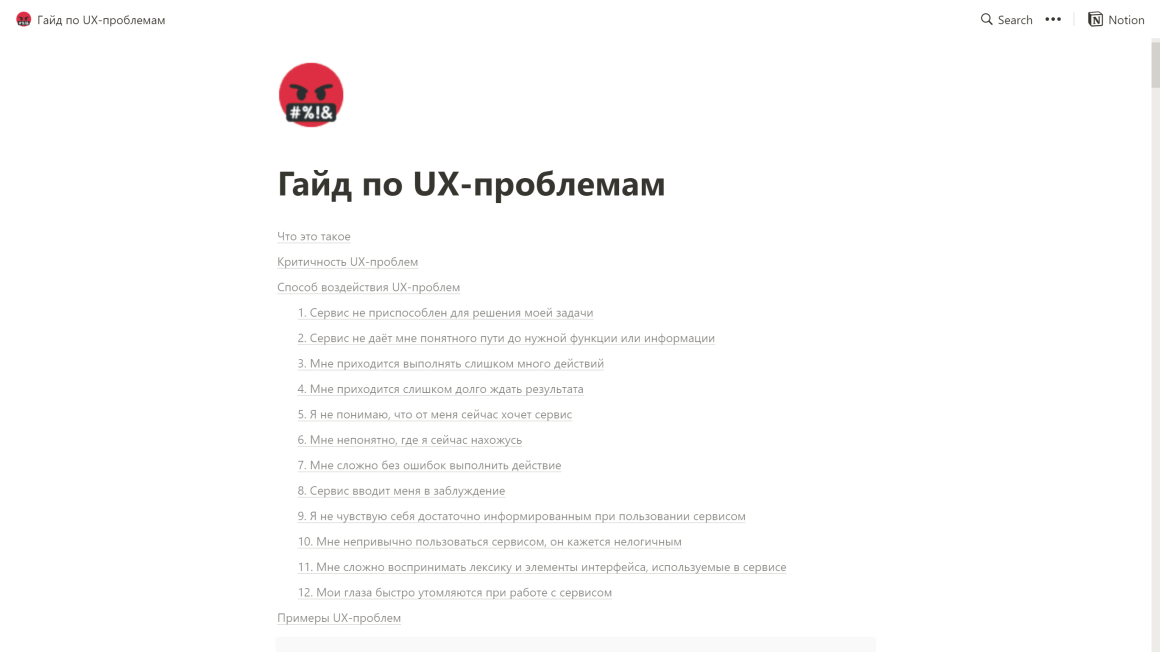 Гайд по UX-проблемам
Search
Notion
#%!&
Гайд по UX-проблемам
Что это такое
Критичность UX-проблем
Способ воздействия UX-проблем
1. Сервис не приспособлен для решения моей задачи
2. Сервис не даёт мне понятного пути до нужной функции или информации
3. Мне приходится выполнять слишком много действий
4. Мне приходится слишком долго ждать результата
5. Я не понимаю, что от меня сейчас хочет сервис
6. Мне непонятно, где я сейчас нахожусь
7. Мне сложно без ошибок выполнить действие
8. Сервис вводит меня в заблуждение
9. Я не чувствую себя достаточно информированным при пользовании сервисом
10. Мне непривычно пользоваться сервисом, он кажется нелогичным
11. Мне сложно воспринимать лексику и элементы интерфейса, используемые в сервисе
12. Мои глаза быстро утомляются при работе с сервисом
Примеры UX-проблем